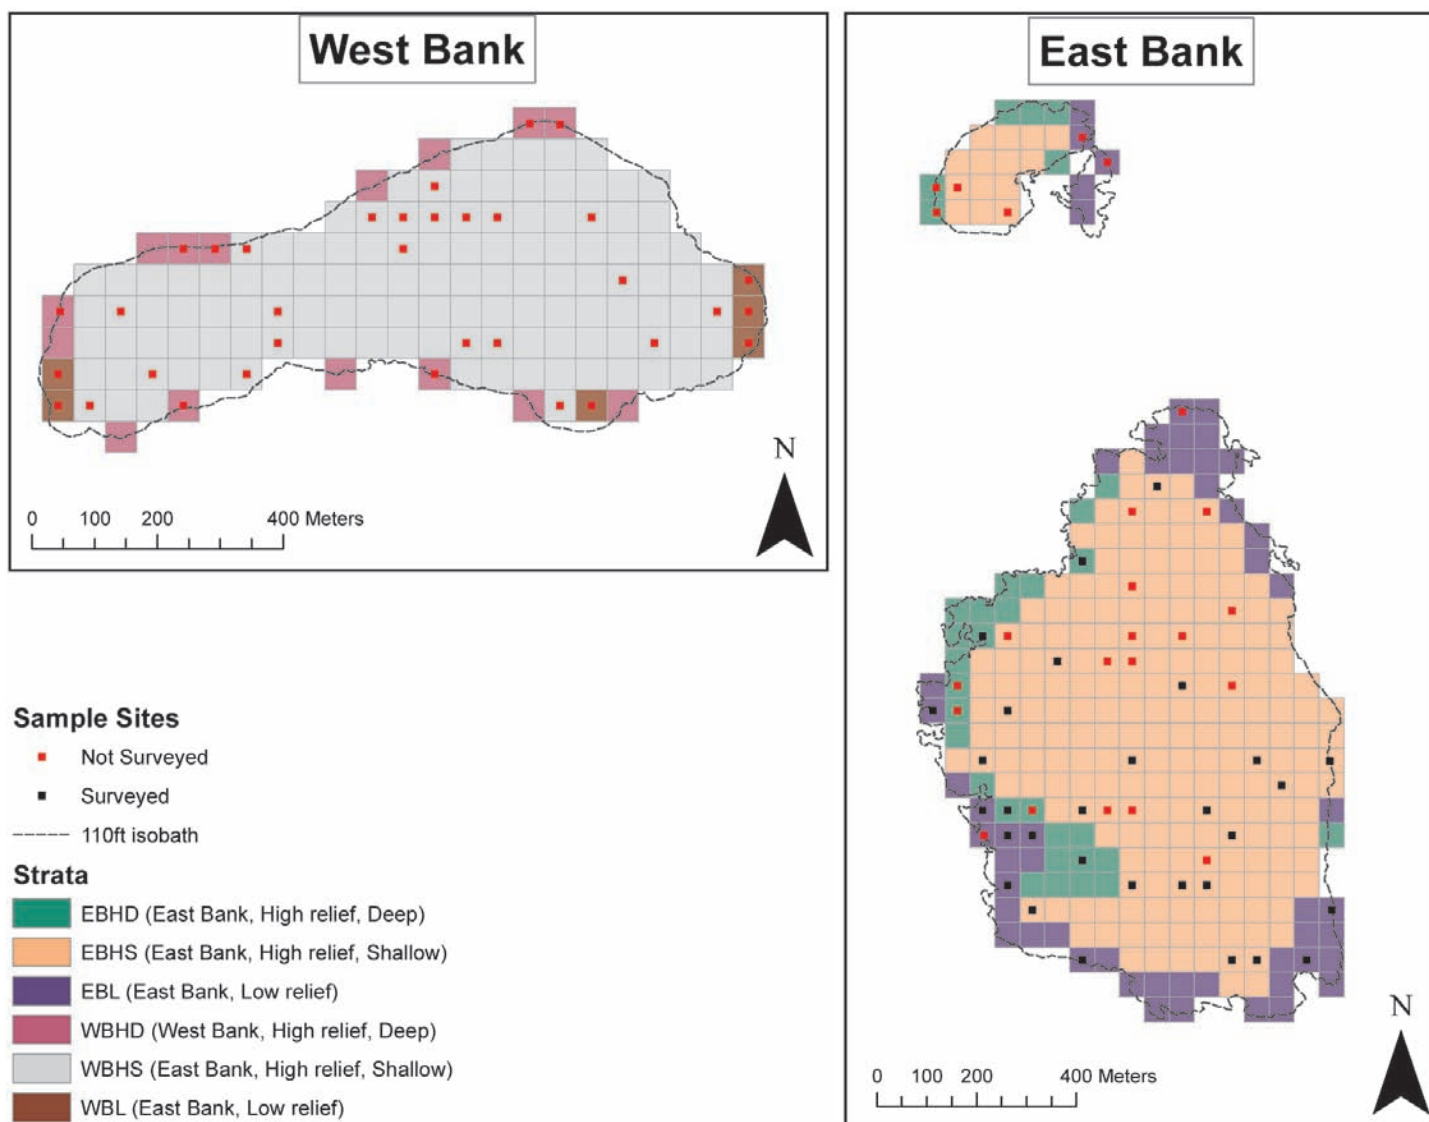 West Bank
N
0 100 200 400 Meters
East Bank
N
0 100 200 400 Meters
Sample Sites
Not Surveyed
Surveyed
110ft isobath
Strata
EBHD (East Bank, High relief, Deep)
EBHS (East Bank, High relief, Shallow)
EBL (East Bank, Low relief)
WBHD (West Bank, High relief, Deep)
WBHS (East Bank, High relief, Shallow)
WBL (East Bank, Low relief)